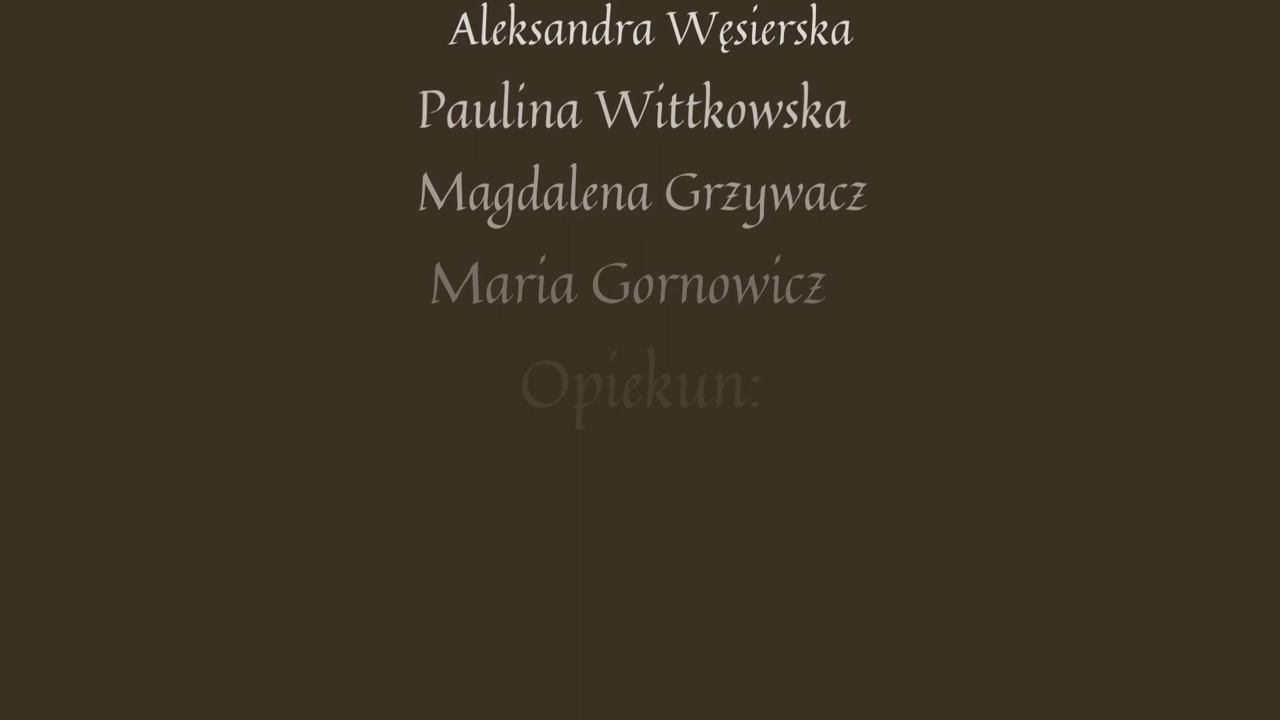 Aleksandra Węsierska
Paulina Wittkowska
Magdalena Grzywacz
Maria Gornowicz
Opiekun: